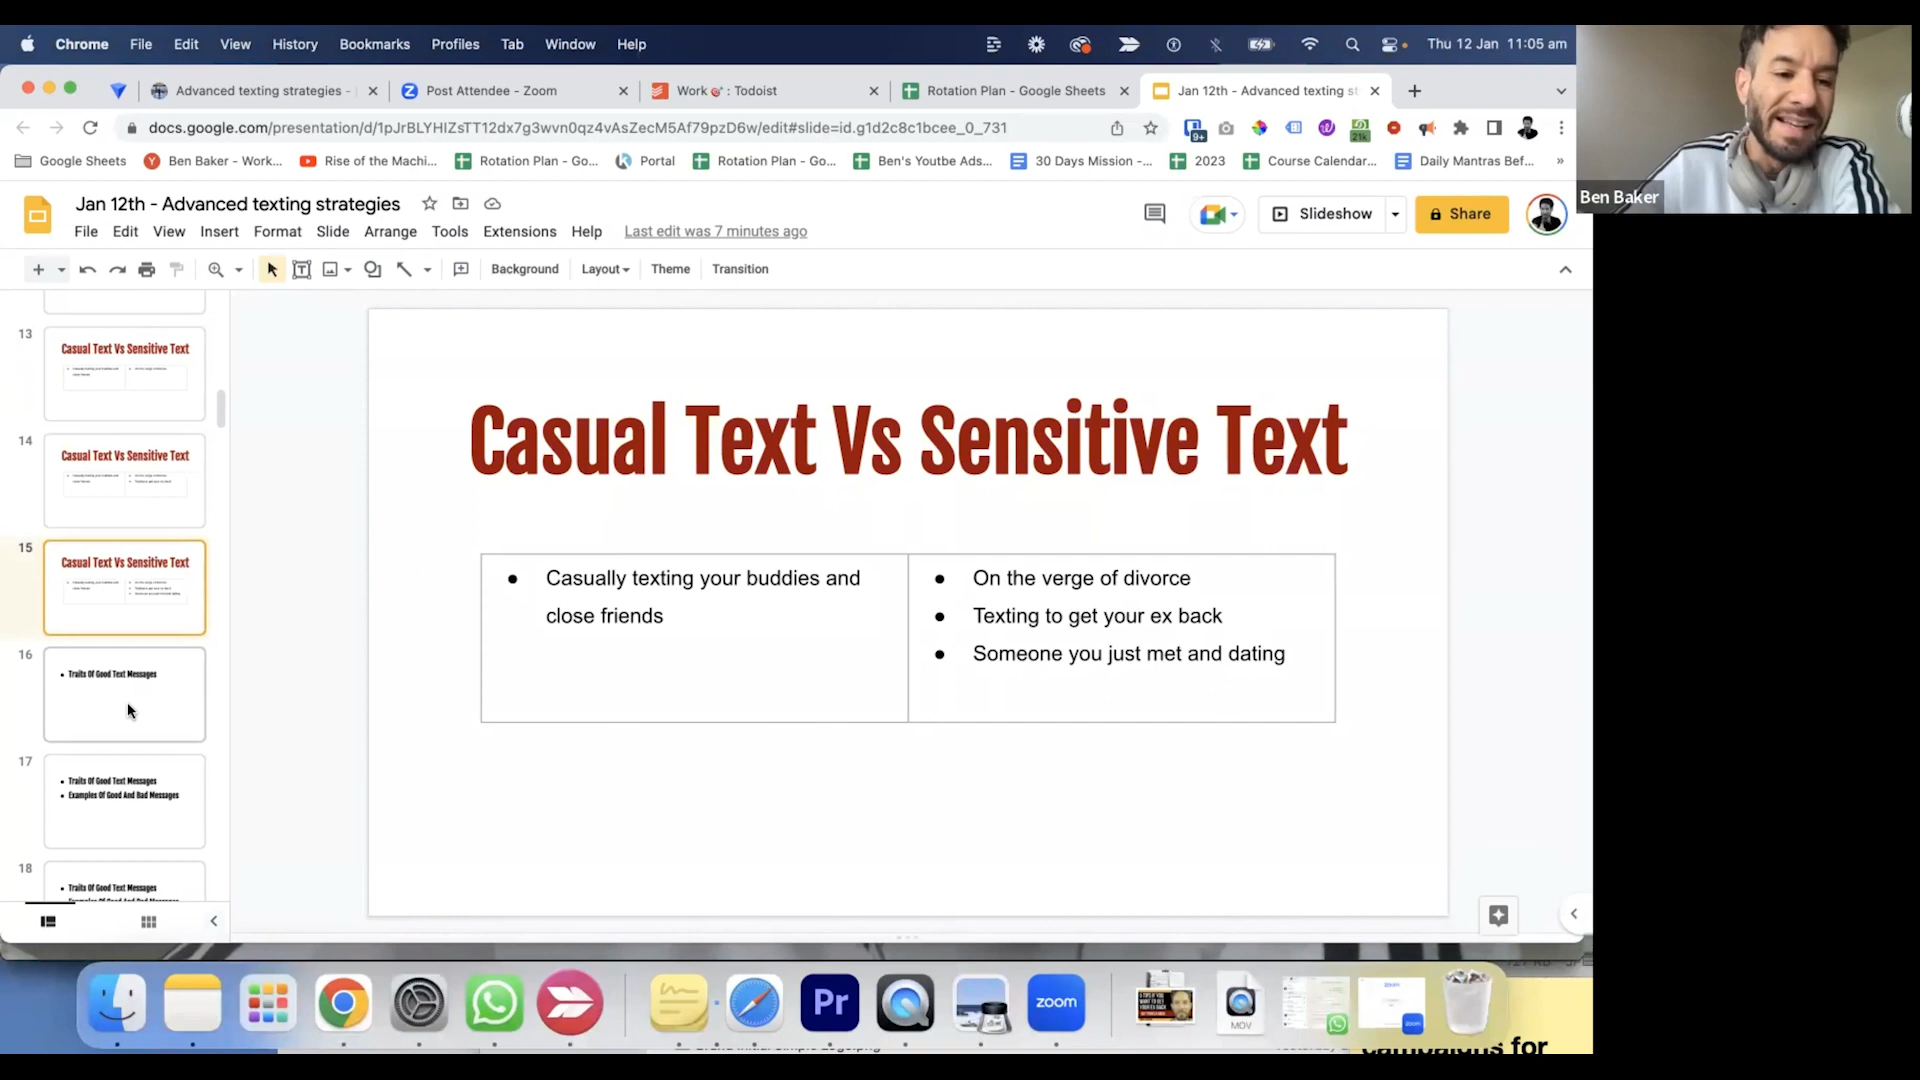 Chrome File Edit View History Bookmarks Profiles Tab Window Help
Thu 12 Jan 11:05 am
Advanced texting strategies -
Post Attendee - Zoom
Work : Todoist
Rotation Plan - Google Sheets
Jan 12th - Advanced texting st
docs.google.com/presentation/d/1pJrBLYHIZsTT12dx7g3wvn0qz4vAsZecM5Af79pzD6w/edit#slide=id.g1d2c8c1bcee_0_731
9+
21k
Google Sheets
Ben Baker - Work...
Rise of the Machi...
Rotation Plan - Go...
Portal
Rotation Plan - Go...
Ben's Youtbe Ads...
30 Days Mission -...
2023
Course Calendar...
Daily Mantras Bef...
»
Ben Baker
Jan 12th - Advanced texting strategies
Slideshow
Share
File Edit View Insert Format Slide Arrange Tools Extensions Help Last edit was 7 minutes ago
Background Layout Theme Transition
13
Casual Text Vs Sensitive Text
14
Casual Text Vs Sensitive Text
15
Casual Text Vs Sensitive Text
16
• Traits Of Good Text Messages
17
• Traits Of Good Text Messages
• Examples Of Good And Bad Messages
18
• Traits Of Good Text Messages
Casual Text Vs Sensitive Text
● Casually texting your buddies and
close friends
● On the verge of divorce
● Texting to get your ex back
● Someone you just met and dating
Pr
zoom
MOV
campaigns for